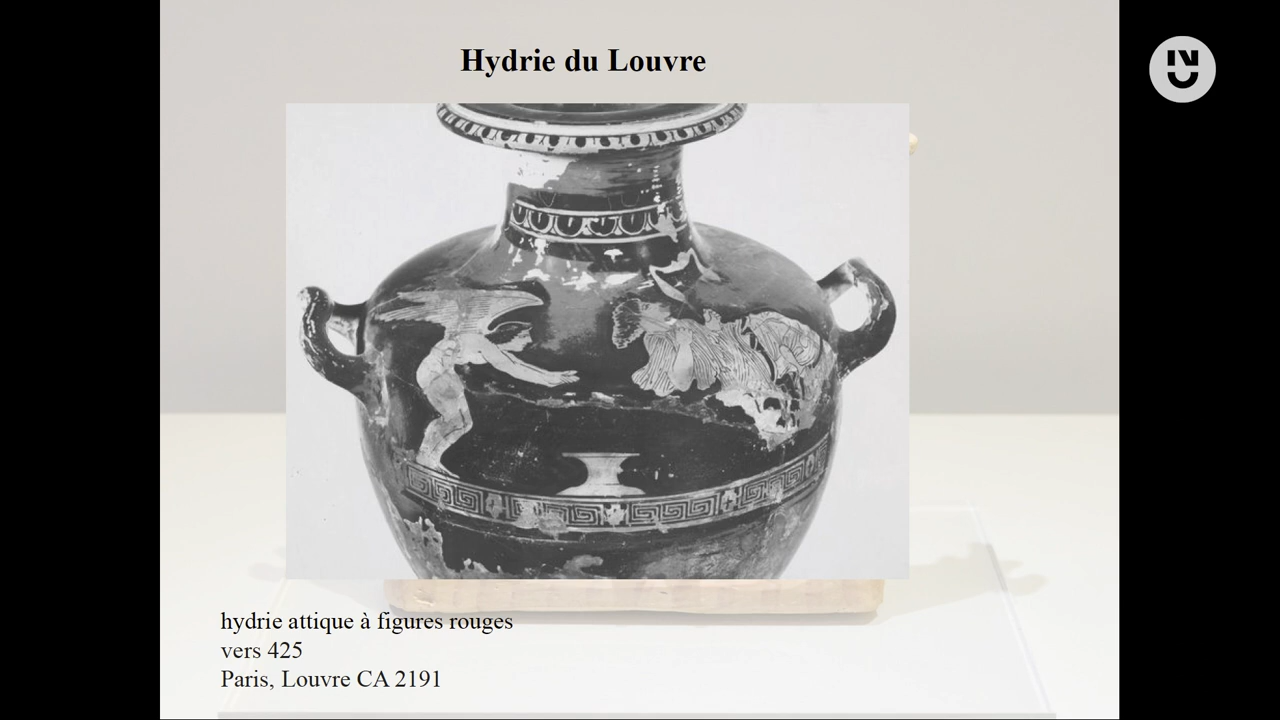 Hydrie du Louvre
hydrie attique à figures rouges
vers 425
Paris, Louvre CA 2191